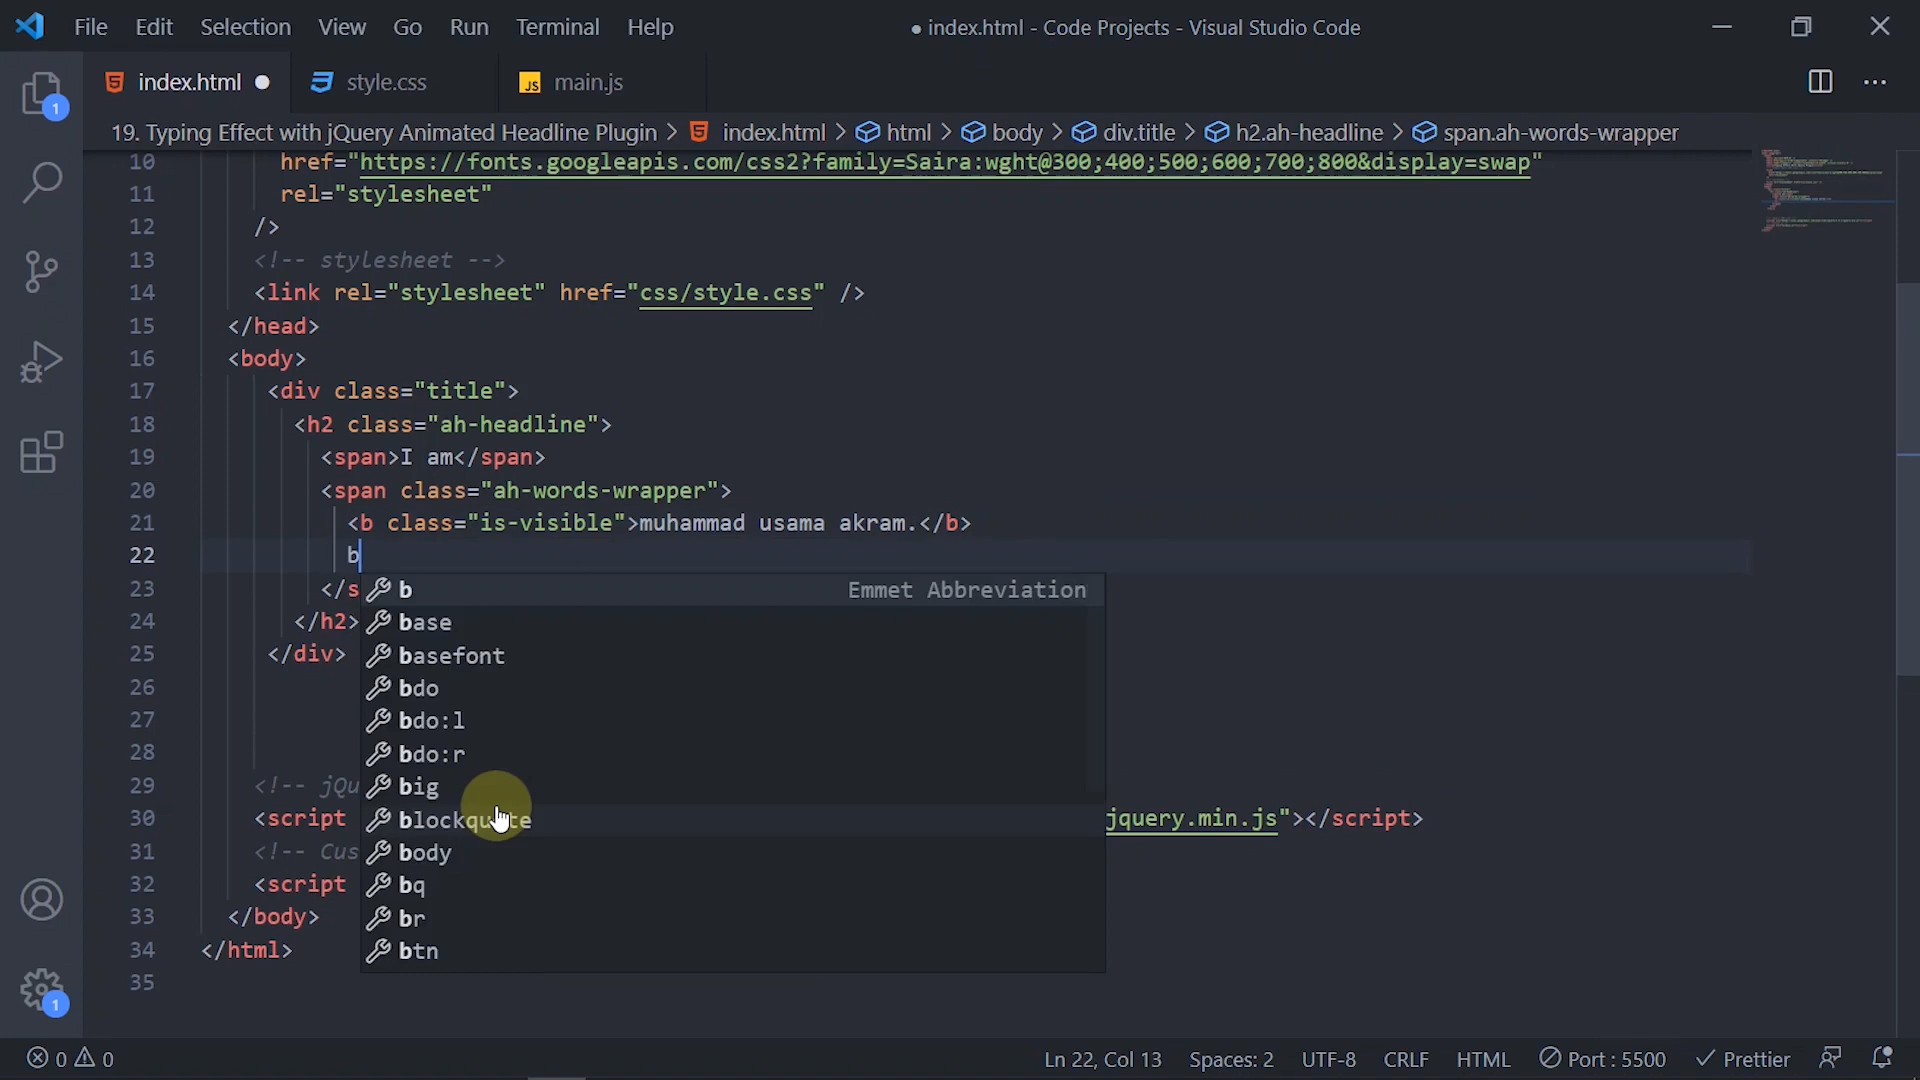 File Edit Selection View Go Run Terminal Help
● index.html - Code Projects - Visual Studio Code
index.html style.css JS main.js
19. Typing Effect with jQuery Animated Headline Plugin > index.html > html > body > div.title > h2.ah-headline > span.ah-words-wrapper
10 href="https://fonts.googleapis.com/css2?family=Saira:wght@300;400;500;600;700;800&display=swap"
11 rel="stylesheet"
12 />
13 <!-- stylesheet -->
14 <link rel="stylesheet" href="css/style.css" />
15 </head>
16 <body>
17 <div class="title">
18 <h2 class="ah-headline">
19 <span>I am</span>
20 <span class="ah-words-wrapper">
21 <b class="is-visible">muhammad usama akram.</b>
22 b
23 </s
24 </h2>
25 </div>
26
27
28
29 <!-- jQu
30 <script jquery.min.js"></script>
31 <!-- Cus
32 <script
33 </body>
34 </html>
35
b Emmet Abbreviation
base
basefont
bdo
bdo:l
bdo:r
big
blockquote
body
bq
br
btn
1
1
0 0 Ln 22, Col 13 Spaces: 2 UTF-8 CRLF HTML Port : 5500 Prettier